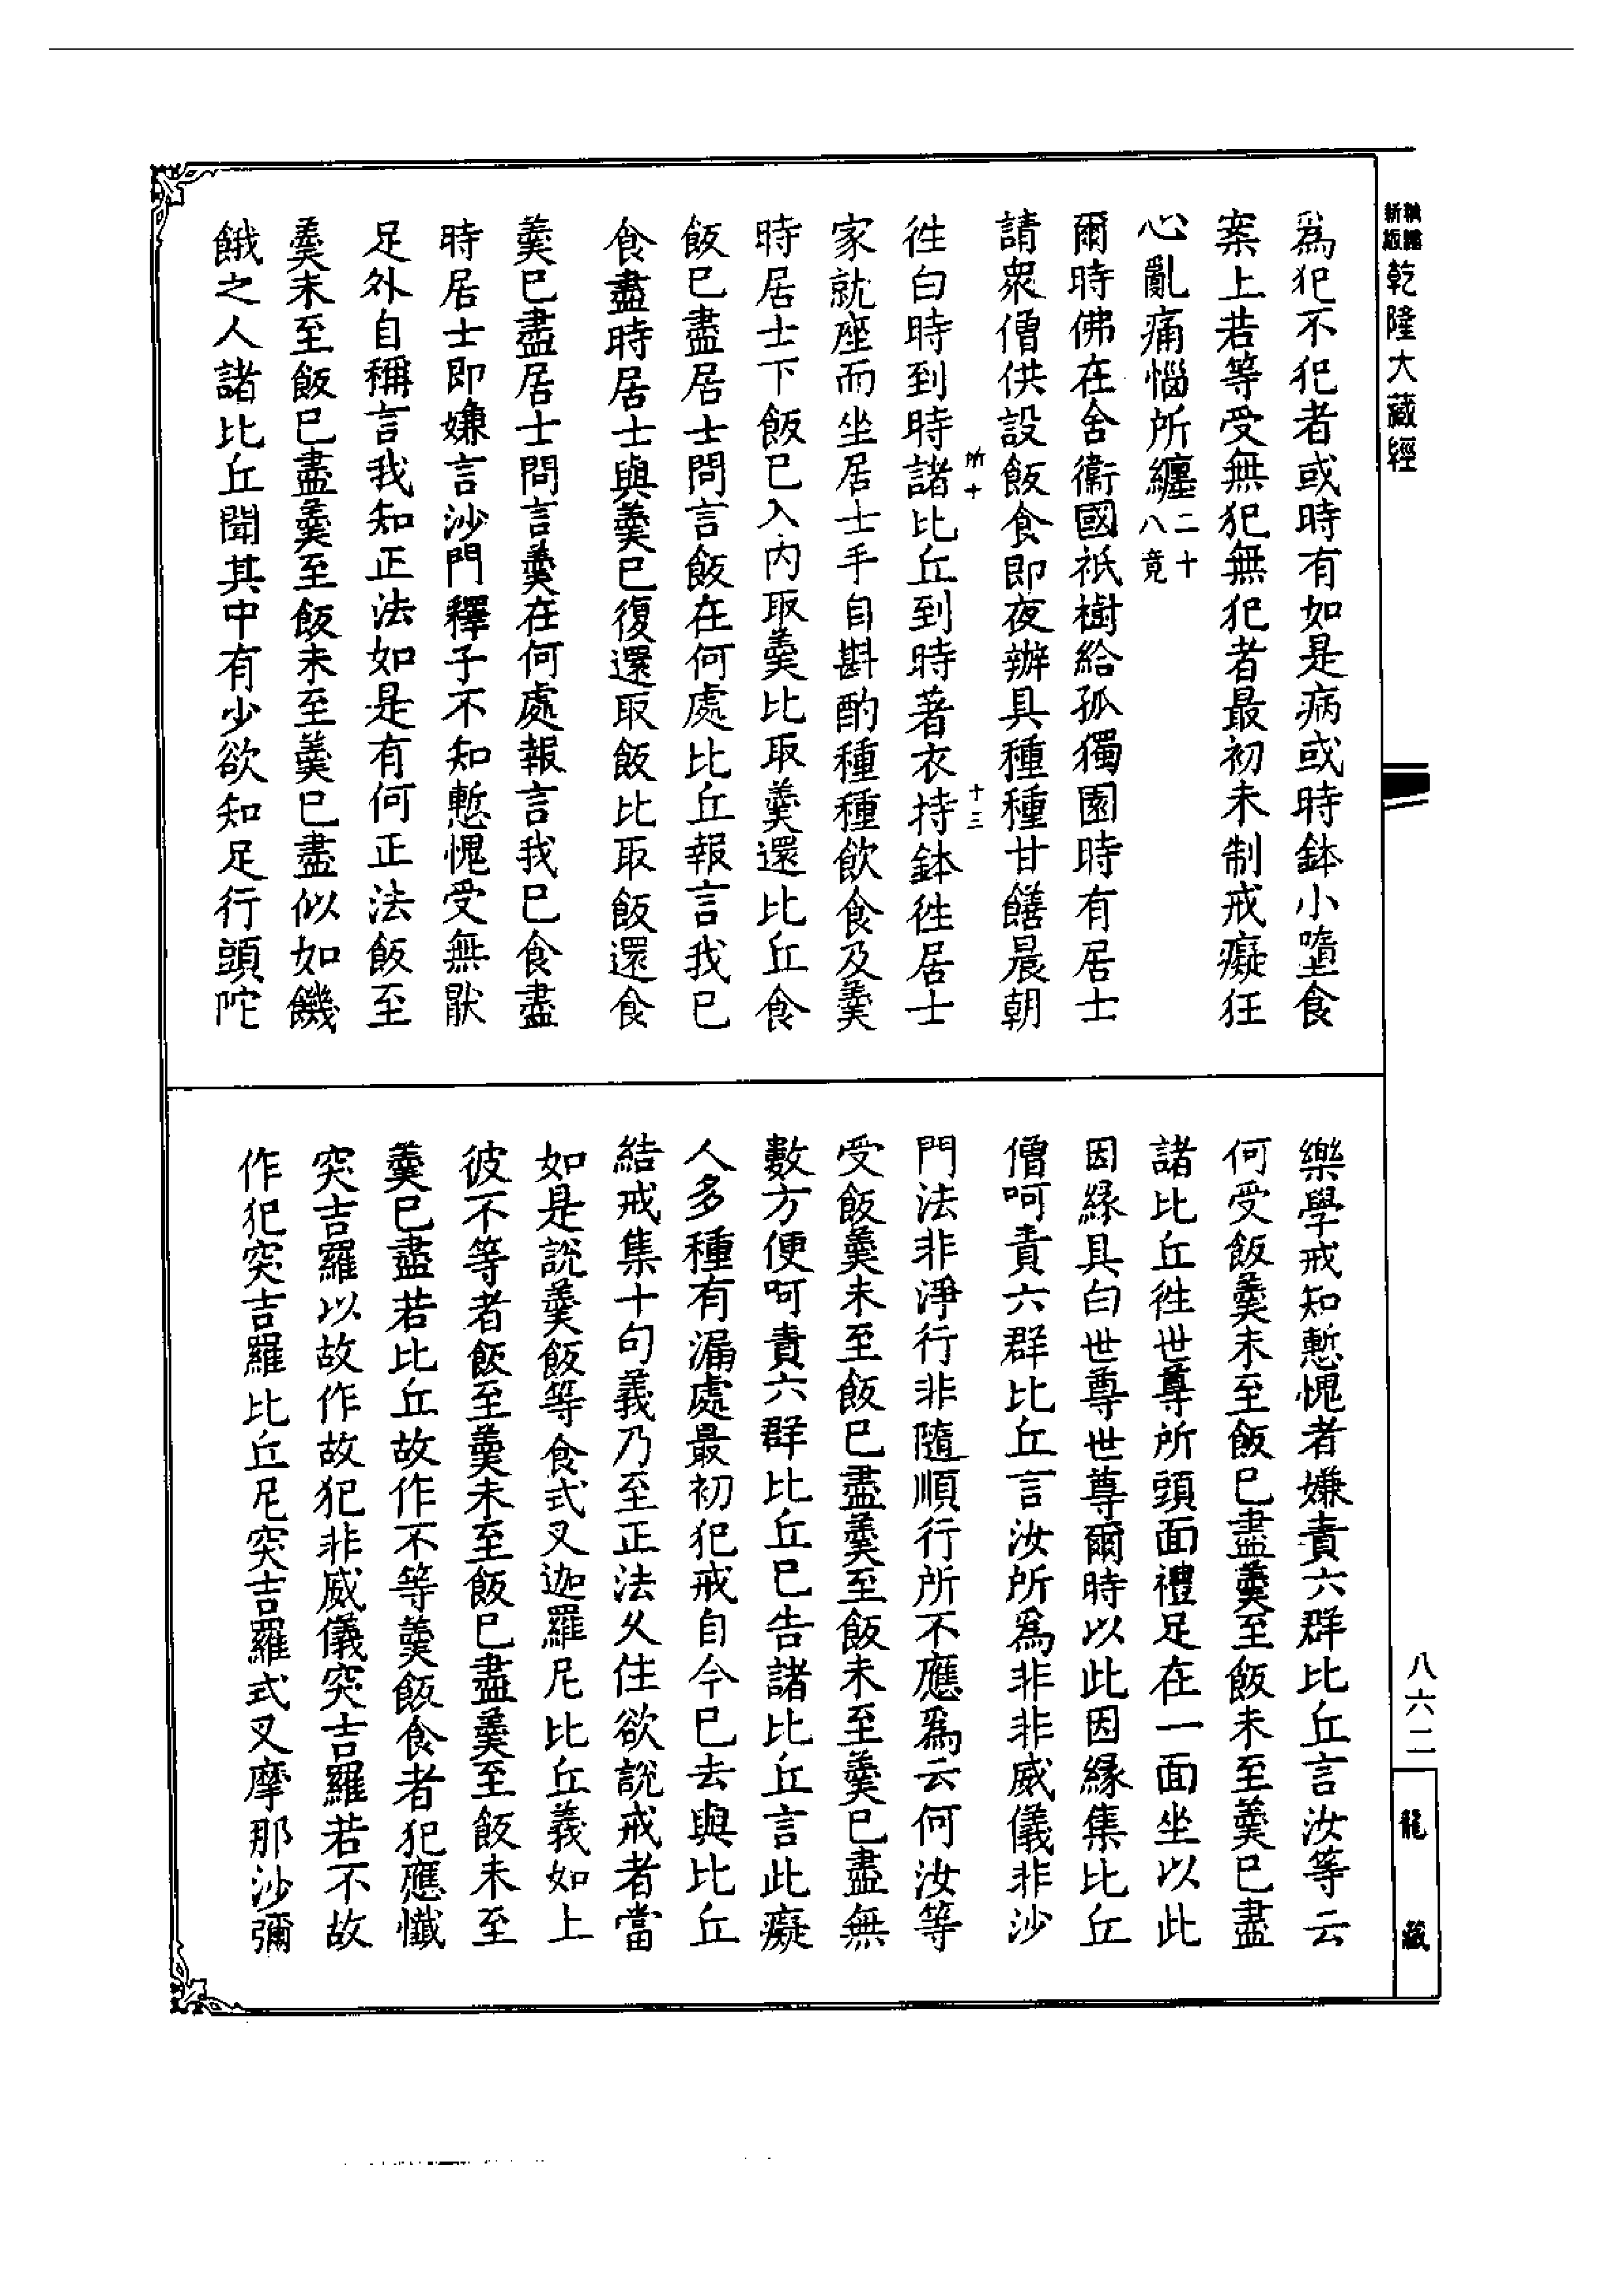 乾隆大藏經
為犯不犯者或時有如是病或時鉢小墮食
案上若等受無犯無犯者最初未制戒癡狂
心亂痛惱所纏二十八竟
爾時佛在舍衛國祇樹給孤獨園時有居士
請衆僧供設飯食即夜辦具種種甘饍晨朝
所十
十三
徃白時到時諸比丘到時著衣持鉢徃居士
家就座而坐居士手自斟酌種種飲食及羹
時居士下飯已入內取羹比取羹還比丘食
飯已盡居士問言飯在何處比丘報言我已
食盡時居士與羹已復還取飯比取飯還食
羹已盡居士問言羹在何處報言我已食盡
時居士即嫌言沙門釋子不知慙愧受無猒
足外自稱言我知正法如是有何正法飯至
羹未至飯已盡羹至飯未至羹已盡似如饑
餓之人諸比丘聞其中有少欲知足行頭陀
樂學戒知慙愧者嫌責六群比丘言汝等云
何受飯羹未至飯已盡羹至飯未至羹已盡
諸比丘徃世尊所頭面禮足在一面坐以此
因縁具白世尊世尊爾時以此因縁集比丘
僧呵責六群比丘言汝所為非非威儀非沙
門法非淨行非隨順行所不應為云何汝等
受飯羹未至飯已盡羹至飯未至羹已盡無
數方便呵責六群比丘已告諸比丘言此癡
人多種有漏處最初犯戒自今已去與比丘
結戒集十句義乃至正法久住欲說戒者當
如是說羹飯等食式叉迦羅尼比丘義如上
彼不等者飯至羹未至飯已盡羹至飯未至
羹已盡若比丘故作不等羹飯食者犯應懺
突吉羅以故作故犯非威儀突吉羅若不故
作犯突吉羅比丘尼突吉羅式叉摩那沙彌
八六二
龍藏